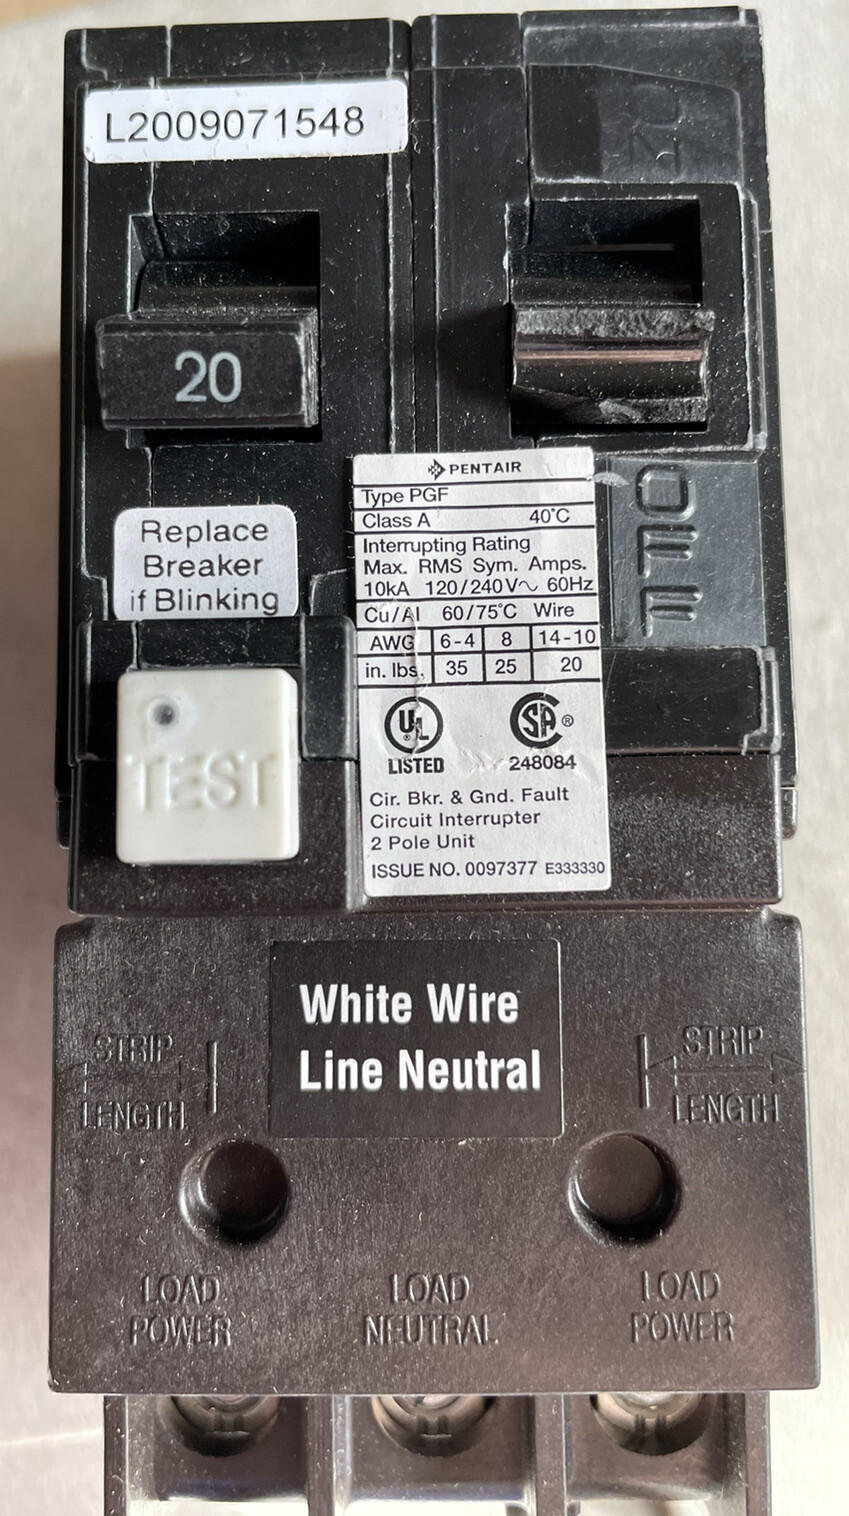 L2009071548
ON
20
PENTAIR
Type PGF
Class A 40°C
Interrupting Rating
Max. RMS Sym. Amps.
10kA 120/240V~ 60Hz
Cu/Al 60/75°C Wire
AWG 6-4 8 14-10
in. lbs. 35 25 20
UL ®
LISTED
SA ®
248084
Cir. Bkr. & Gnd. Fault
Circuit Interrupter
2 Pole Unit
ISSUE NO. 0097377 E333330
OFF
Replace
Breaker
if Blinking
TEST
White Wire
Line Neutral
STRIP
LENGTH
STRIP
LENGTH
LOAD
POWER
LOAD
NEUTRAL
LOAD
POWER